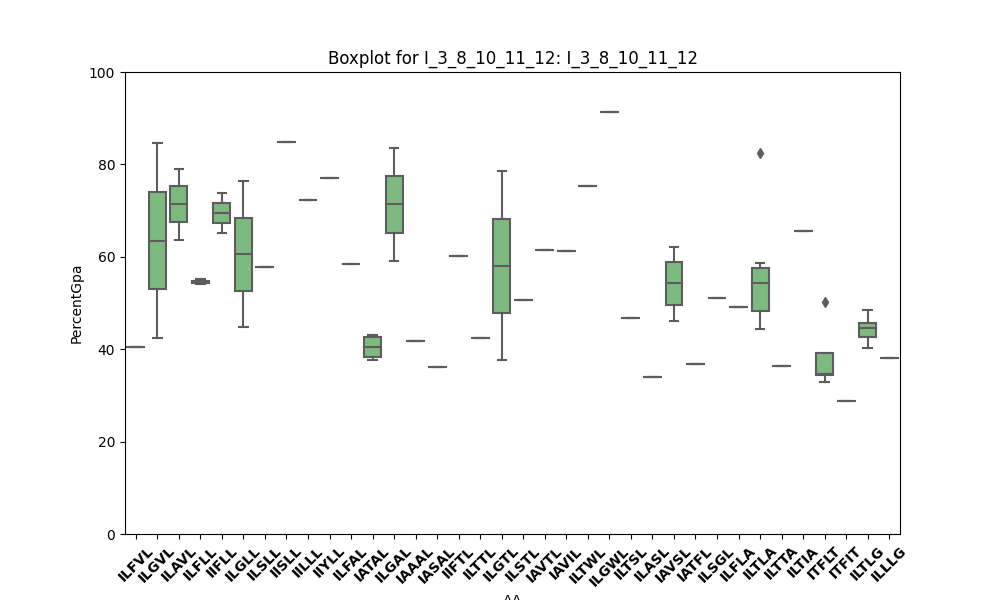 Boxplot for I_3_8_10_11_12: I_3_8_10_11_12
PercentGpa
100
80
60
40
20
0
ILFVL ILGVL ILAVL ILFLL IIFLL ILGLL ILSLL IISLL IILLL IIYLL ILFAL IATAL ILGAL IAAAL IASAL IIFTL ILTTL ILGTL ILSTL IAVTL IAVIL ILTWL ILGWL ILTSL ILASL IAVSL IATFL ILSGL ILFLA ILTLA ILTTA ILTIA ITFLT ITFIT ILTLG ILLLG
AA